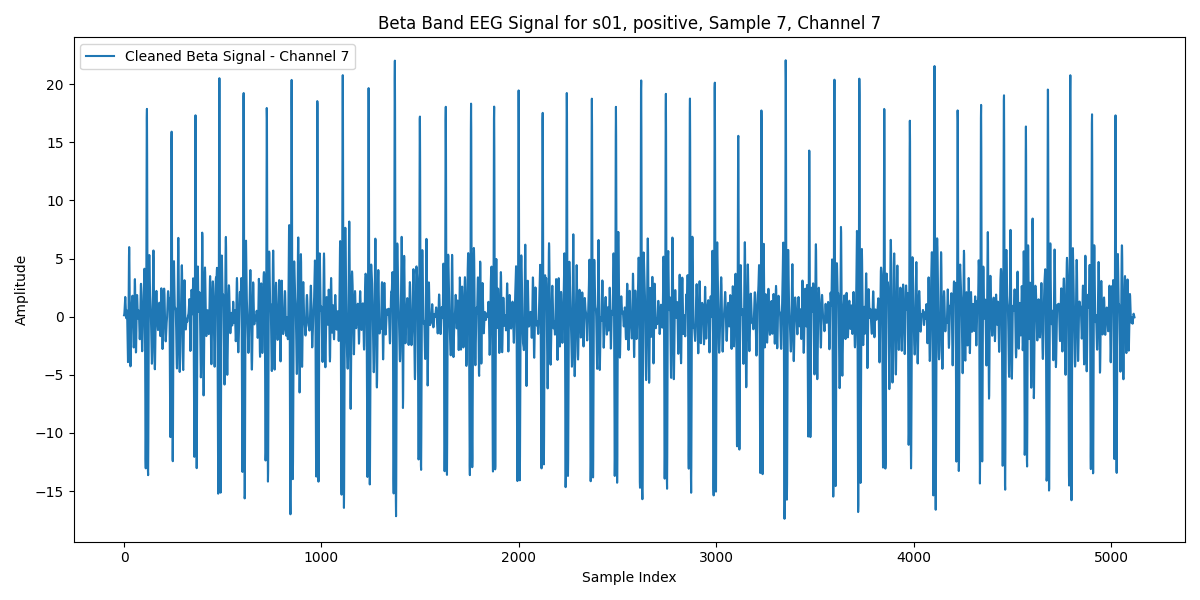 Beta Band EEG Signal for s01, positive, Sample 7, Channel 7
Cleaned Beta Signal - Channel 7
Amplitude
20
15
10
5
0
−5
−10
−15
0 1000 2000 3000 4000 5000
Sample Index